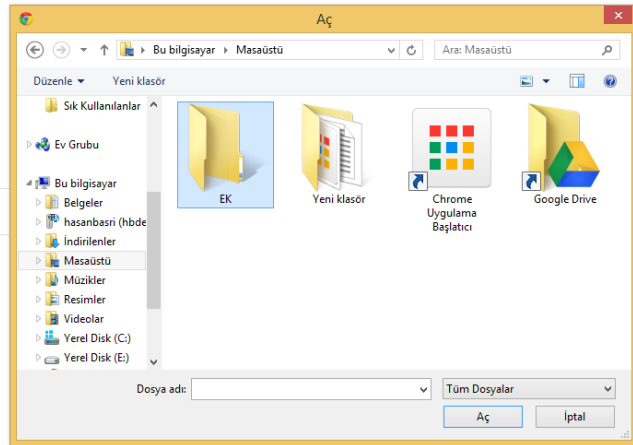 Aç
Bu bilgisayar Masaüstü
Ara: Masaüstü
Düzenle Yeni klasör
Sık Kullanılanlar
Ev Grubu
Bu bilgisayar
Belgeler
hasanbasri (hbde
İndirilenler
Masaüstü
Müzikler
Resimler
Videolar
Yerel Disk (C:)
Yerel Disk (E:)
EK
Yeni klasör
Chrome
Uygulama
Başlatıcı
Google Drive
Dosya adı:
Tüm Dosyalar
Aç İptal